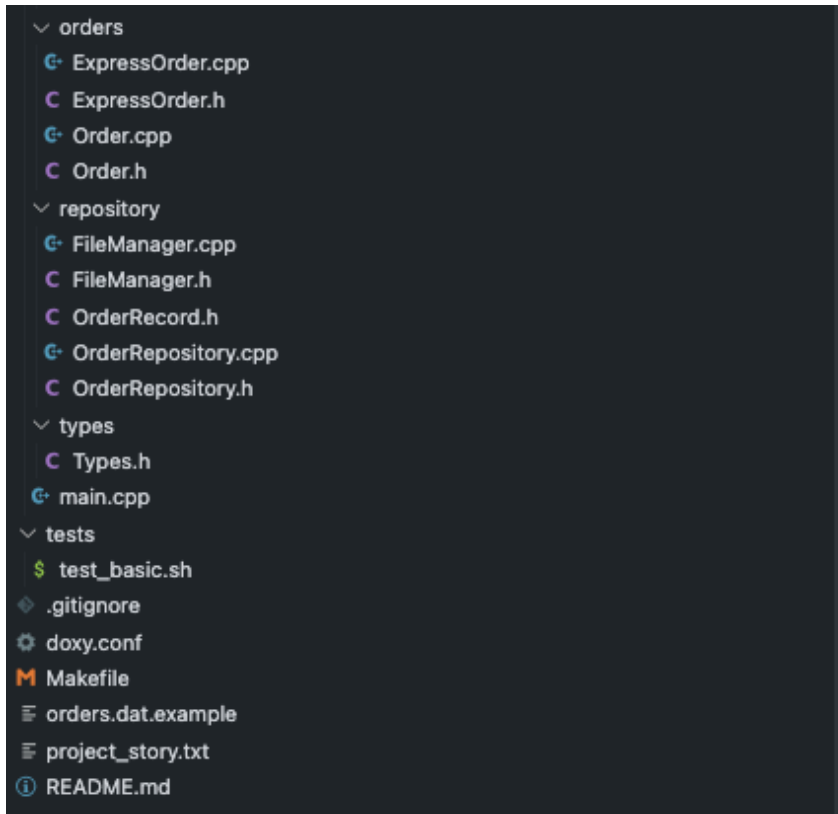 orders
ExpressOrder.cpp
C ExpressOrder.h
Order.cpp
C Order.h
repository
FileManager.cpp
C FileManager.h
C OrderRecord.h
OrderRepository.cpp
C OrderRepository.h
types
C Types.h
main.cpp
tests
$ test_basic.sh
.gitignore
doxy.conf
M Makefile
orders.dat.example
project_story.txt
README.md